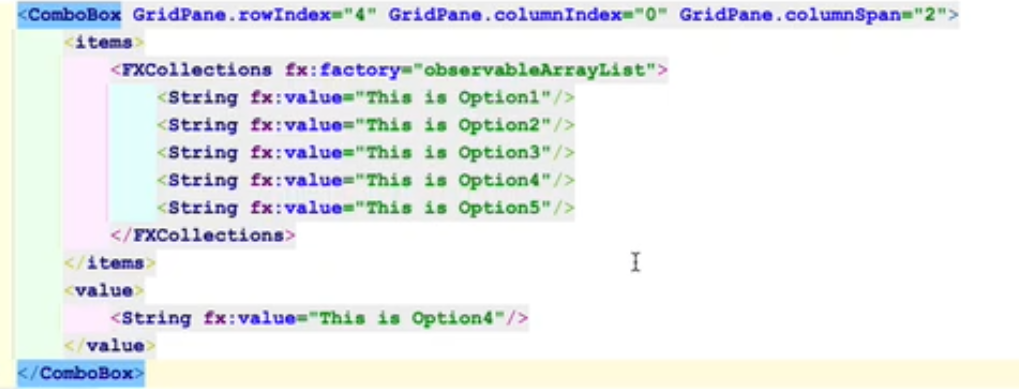 <ComboBox GridPane.rowIndex="4" GridPane.columnIndex="0" GridPane.columnSpan="2">
<items>
<FXCollections fx:factory="observableArrayList">
<String fx:value="This is Option1"/>
<String fx:value="This is Option2"/>
<String fx:value="This is Option3"/>
<String fx:value="This is Option4"/>
<String fx:value="This is Option5"/>
</FXCollections>
</items>
<value>
<String fx:value="This is Option4"/>
</value>
</ComboBox>